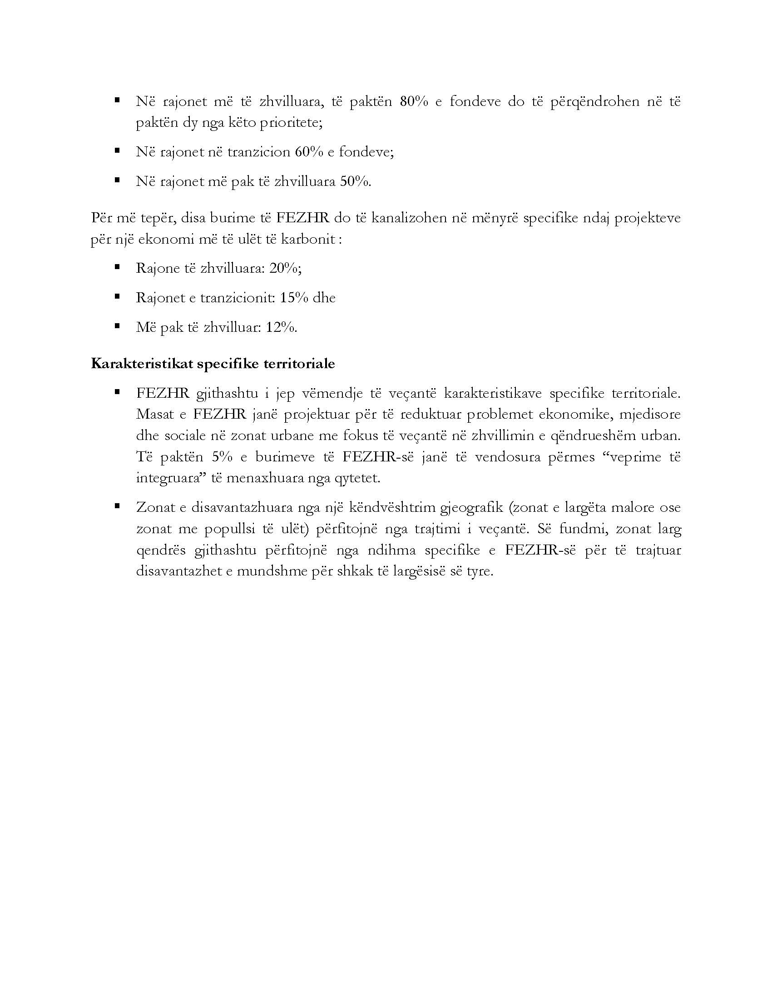 ▪ Në rajonet më të zhvilluara, të paktën 80% e fondeve do të përqëndrohen në të
paktën dy nga këto prioritete;
▪ Në rajonet në tranzicion 60% e fondeve;
▪ Në rajonet më pak të zhvilluara 50%.
Për më tepër, disa burime të FEZHR do të kanalizohen në mënyrë specifike ndaj projekteve
për një ekonomi më të ulët të karbonit :
▪ Rajone të zhvilluara: 20%;
▪ Rajonet e tranzicionit: 15% dhe
▪ Më pak të zhvilluar: 12%.
Karakteristikat specifike territoriale
▪ FEZHR gjithashtu i jep vëmendje të veçantë karakteristikave specifike territoriale.
Masat e FEZHR janë projektuar për të reduktuar problemet ekonomike, mjedisore
dhe sociale në zonat urbane me fokus të veçantë në zhvillimin e qëndrueshëm urban.
Të paktën 5% e burimeve të FEZHR-së janë të vendosura përmes “veprime të
integruara” të menaxhuara nga qytetet.
▪ Zonat e disavantazhuara nga një këndvështrim gjeografik (zonat e largëta malore ose
zonat me popullsi të ulët) përfitojnë nga trajtimi i veçantë. Së fundmi, zonat larg
qendrës gjithashtu përfitojnë nga ndihma specifike e FEZHR-së për të trajtuar
disavantazhet e mundshme për shkak të largësisë së tyre.